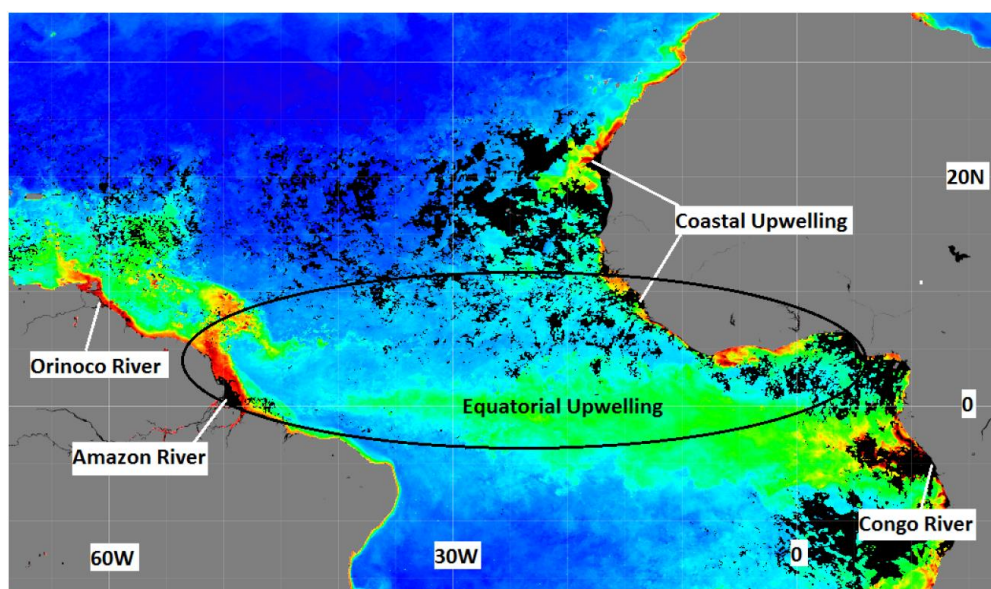 20N
Coastal Upwelling
Orinoco River
Equatorial Upwelling
0
Amazon River
Congo River
60W
30W
0